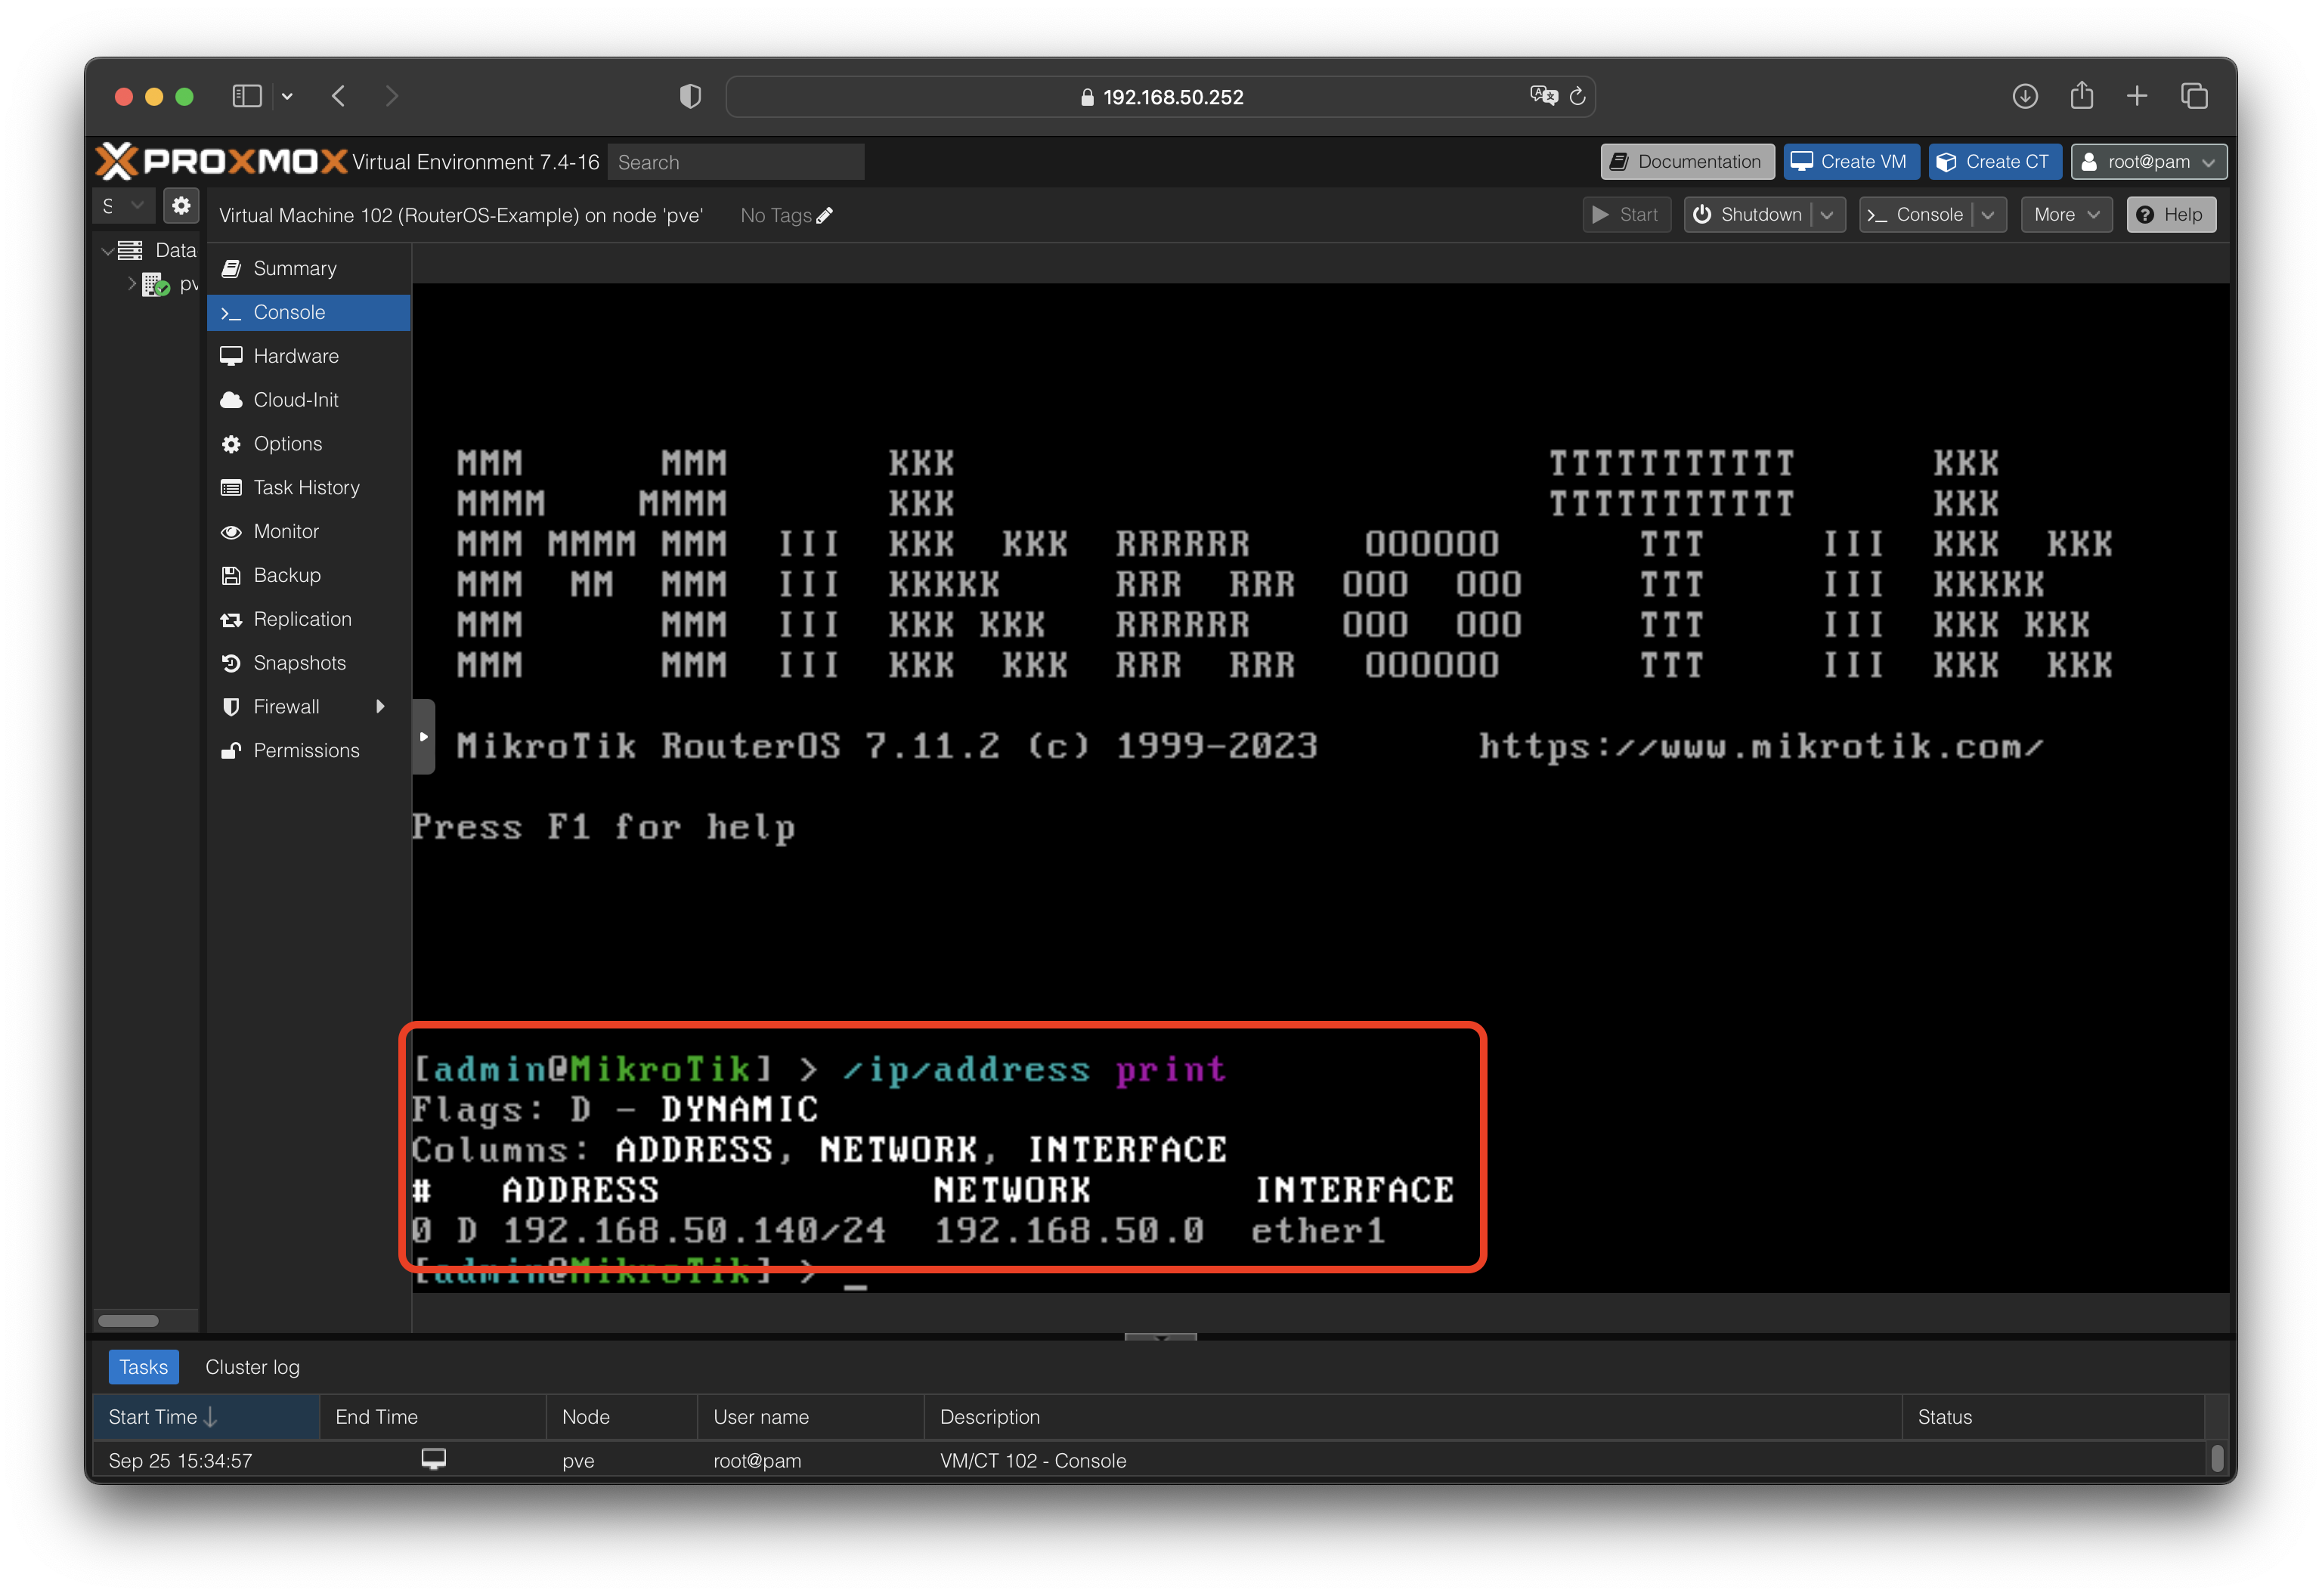 192.168.50.252
PROXMOX Virtual Environment 7.4-16 Search Documentation Create VM Create CT root@pam
S Virtual Machine 102 (RouterOS-Example) on node 'pve' No Tags Start Shutdown Console More Help
Data
pv
Summary
Console
Hardware
Cloud-Init
Options
Task History
Monitor
Backup
Replication
Snapshots
Firewall
Permissions
MMM MMM KKK TTTTTTTTTTT KKK
MMMM MMMM KKK TTTTTTTTTTT KKK
MMM MMMM MMM III KKK KKK RRRRRR OOOOOO TTT III KKK KKK
MMM MM MMM III KKKKK RRR RRR OOO OOO TTT III KKKKK
MMM MMM III KKK KKK RRRRRR OOO OOO TTT III KKK KKK
MMM MMM III KKK KKK RRR RRR OOOOOO TTT III KKK KKK
MikroTik RouterOS 7.11.2 (c) 1999-2023 https://www.mikrotik.com/
Press F1 for help
[admin@MikroTik] > /ip/address print
Flags: D - DYNAMIC
Columns: ADDRESS, NETWORK, INTERFACE
# ADDRESS NETWORK INTERFACE
0 D 192.168.50.140/24 192.168.50.0 ether1
[admin@MikroTik] > _
Tasks Cluster log
Start Time End Time Node User name Description Status
Sep 25 15:34:57 pve root@pam VM/CT 102 - Console